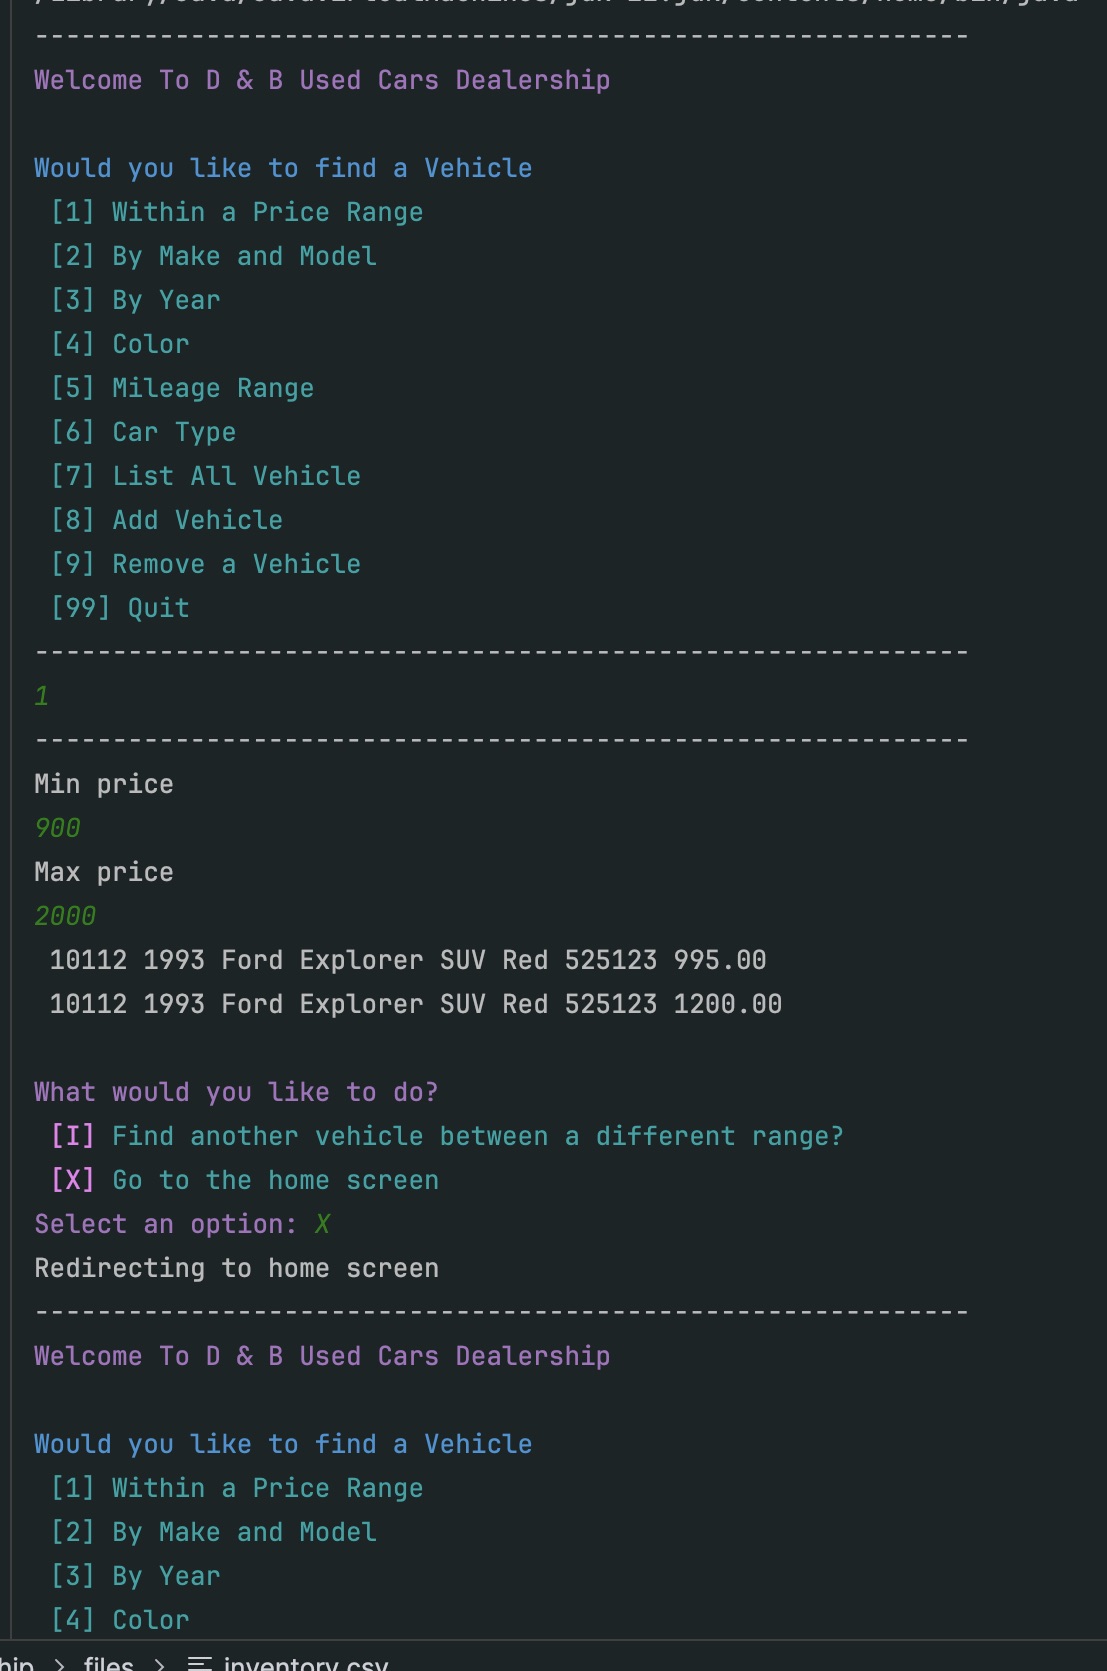 ------------------------------------------------------------
Welcome To D & B Used Cars Dealership
Would you like to find a Vehicle
[1] Within a Price Range
[2] By Make and Model
[3] By Year
[4] Color
[5] Mileage Range
[6] Car Type
[7] List All Vehicle
[8] Add Vehicle
[9] Remove a Vehicle
[99] Quit
------------------------------------------------------------
1
------------------------------------------------------------
Min price
900
Max price
2000
10112 1993 Ford Explorer SUV Red 525123 995.00
10112 1993 Ford Explorer SUV Red 525123 1200.00
What would you like to do?
[I] Find another vehicle between a different range?
[X] Go to the home screen
Select an option: X
Redirecting to home screen
------------------------------------------------------------
Welcome To D & B Used Cars Dealership
Would you like to find a Vehicle
[1] Within a Price Range
[2] By Make and Model
[3] By Year
[4] Color
> files > inventory.csv